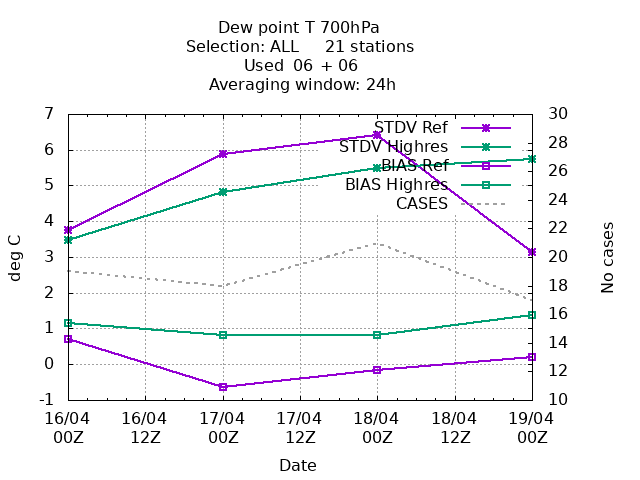 Dew point T 700hPa
Selection: ALL     21 stations
Used  06 + 06
Averaging window: 24h
7 30
STDV Ref
28
6 STDV Highres
26
BIAS Ref
5 BIAS Highres
24
CASES
4
22
3 20
deg C
No cases
2 18
16
1
14
0
12
-1 10
16/04 16/04 17/04 17/04 18/04 18/04 19/04
00Z 12Z 00Z 12Z 00Z 12Z 00Z
Date